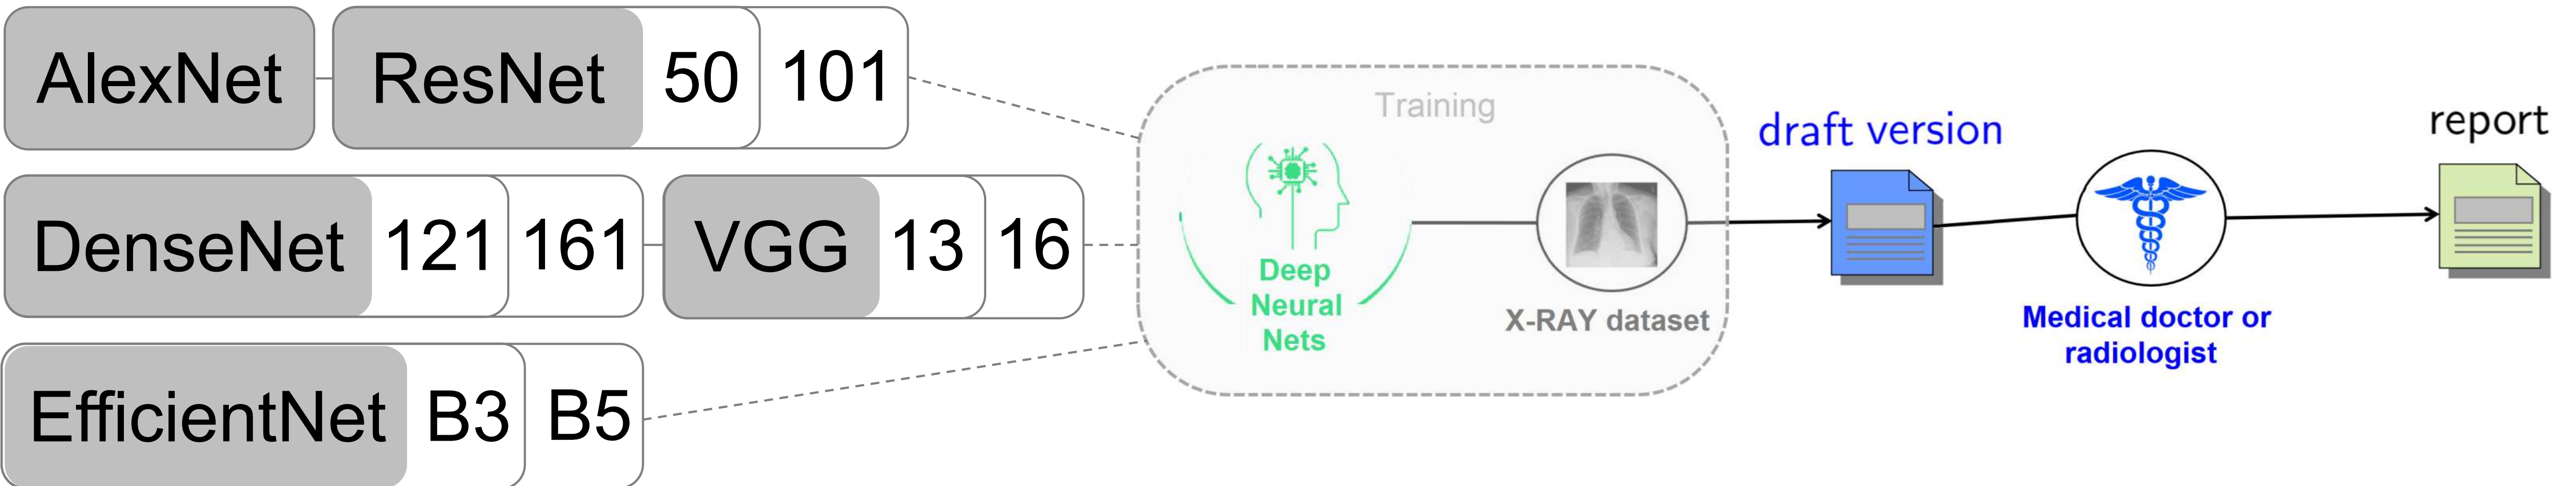 AlexNet ResNet 50 101
DenseNet 121 161 VGG 13 16
EfficientNet B3 B5
Training
Deep
Neural
Nets
X-RAY dataset
draft version
Medical doctor or
radiologist
report